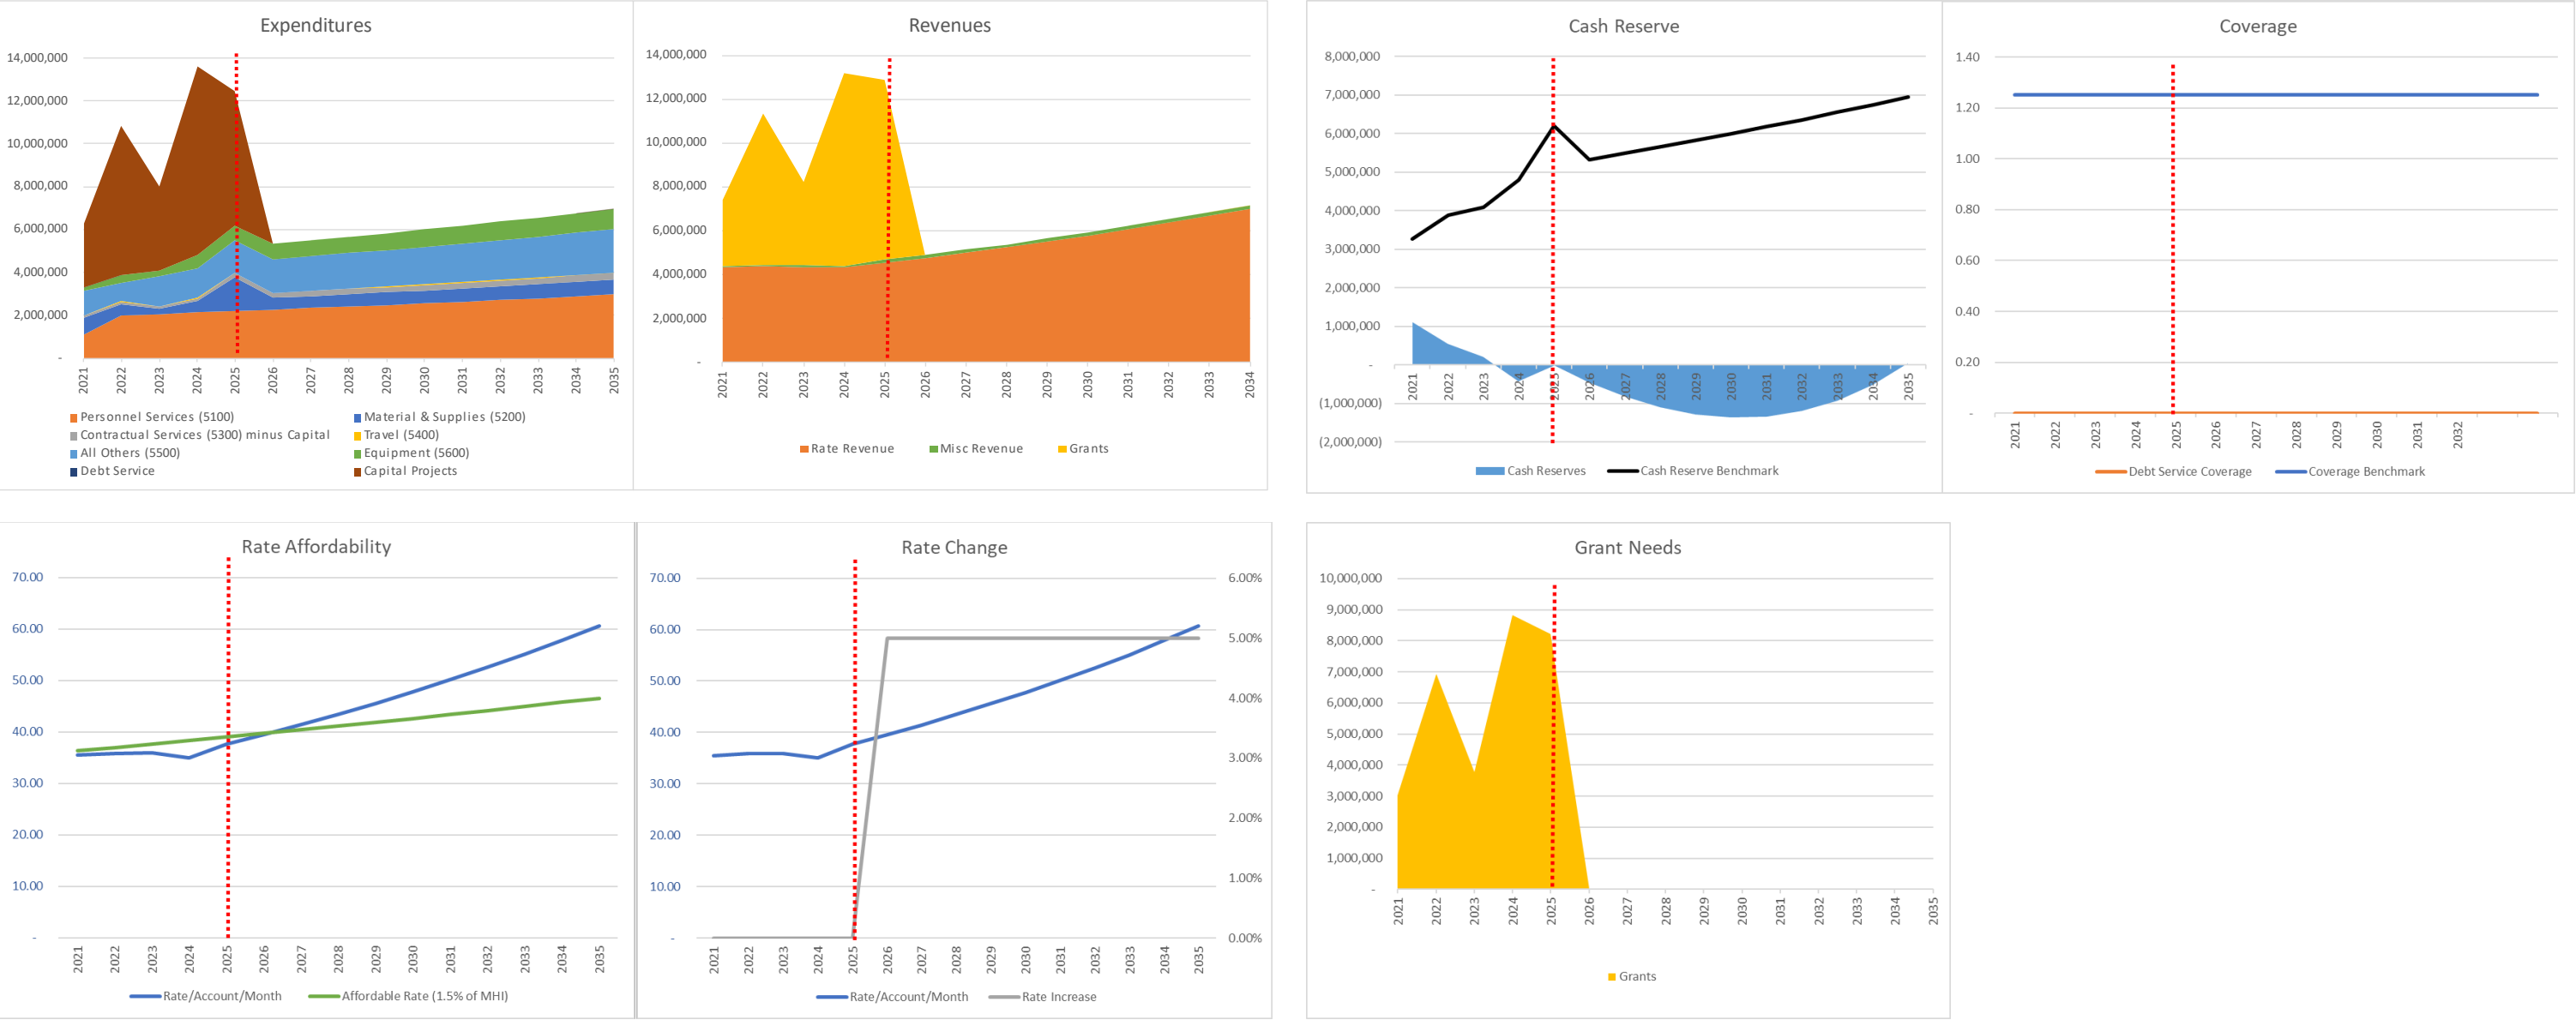 Expenditures
14,000,000
12,000,000
10,000,000
8,000,000
6,000,000
4,000,000
2,000,000
-
2021 2022 2023 2024 2025 2026 2027 2028 2029 2030 2031 2032 2033 2034 2035
Personnel Services (5100) Material & Supplies (5200)
Contractual Services (5300) minus Capital Travel (5400)
All Others (5500) Equipment (5600)
Debt Service Capital Projects
Revenues
14,000,000
12,000,000
10,000,000
8,000,000
6,000,000
4,000,000
2,000,000
-
2021 2022 2023 2024 2025 2026 2027 2028 2029 2030 2031 2032 2033 2034
Rate Revenue Misc Revenue Grants
Cash Reserve
8,000,000
7,000,000
6,000,000
5,000,000
4,000,000
3,000,000
2,000,000
1,000,000
-
(1,000,000)
(2,000,000)
2021 2022 2023 2024 2025 2026 2027 2028 2029 2030 2031 2032 2033 2034 2035
Cash Reserves Cash Reserve Benchmark
Coverage
1.40
1.20
1.00
0.80
0.60
0.40
0.20
-
2021 2022 2023 2024 2025 2026 2027 2028 2029 2030 2031 2032
Debt Service Coverage Coverage Benchmark
Rate Affordability
70.00
60.00
50.00
40.00
30.00
20.00
10.00
-
2021 2022 2023 2024 2025 2026 2027 2028 2029 2030 2031 2032 2033 2034 2035
Rate/Account/Month Affordable Rate (1.5% of MHI)
Rate Change
70.00
60.00
50.00
40.00
30.00
20.00
10.00
-
6.00%
5.00%
4.00%
3.00%
2.00%
1.00%
0.00%
2021 2022 2023 2024 2025 2026 2027 2028 2029 2030 2031 2032 2033 2034 2035
Rate/Account/Month Rate Increase
Grant Needs
10,000,000
9,000,000
8,000,000
7,000,000
6,000,000
5,000,000
4,000,000
3,000,000
2,000,000
1,000,000
-
2021 2022 2023 2024 2025 2026 2027 2028 2029 2030 2031 2032 2033 2034 2035
Grants